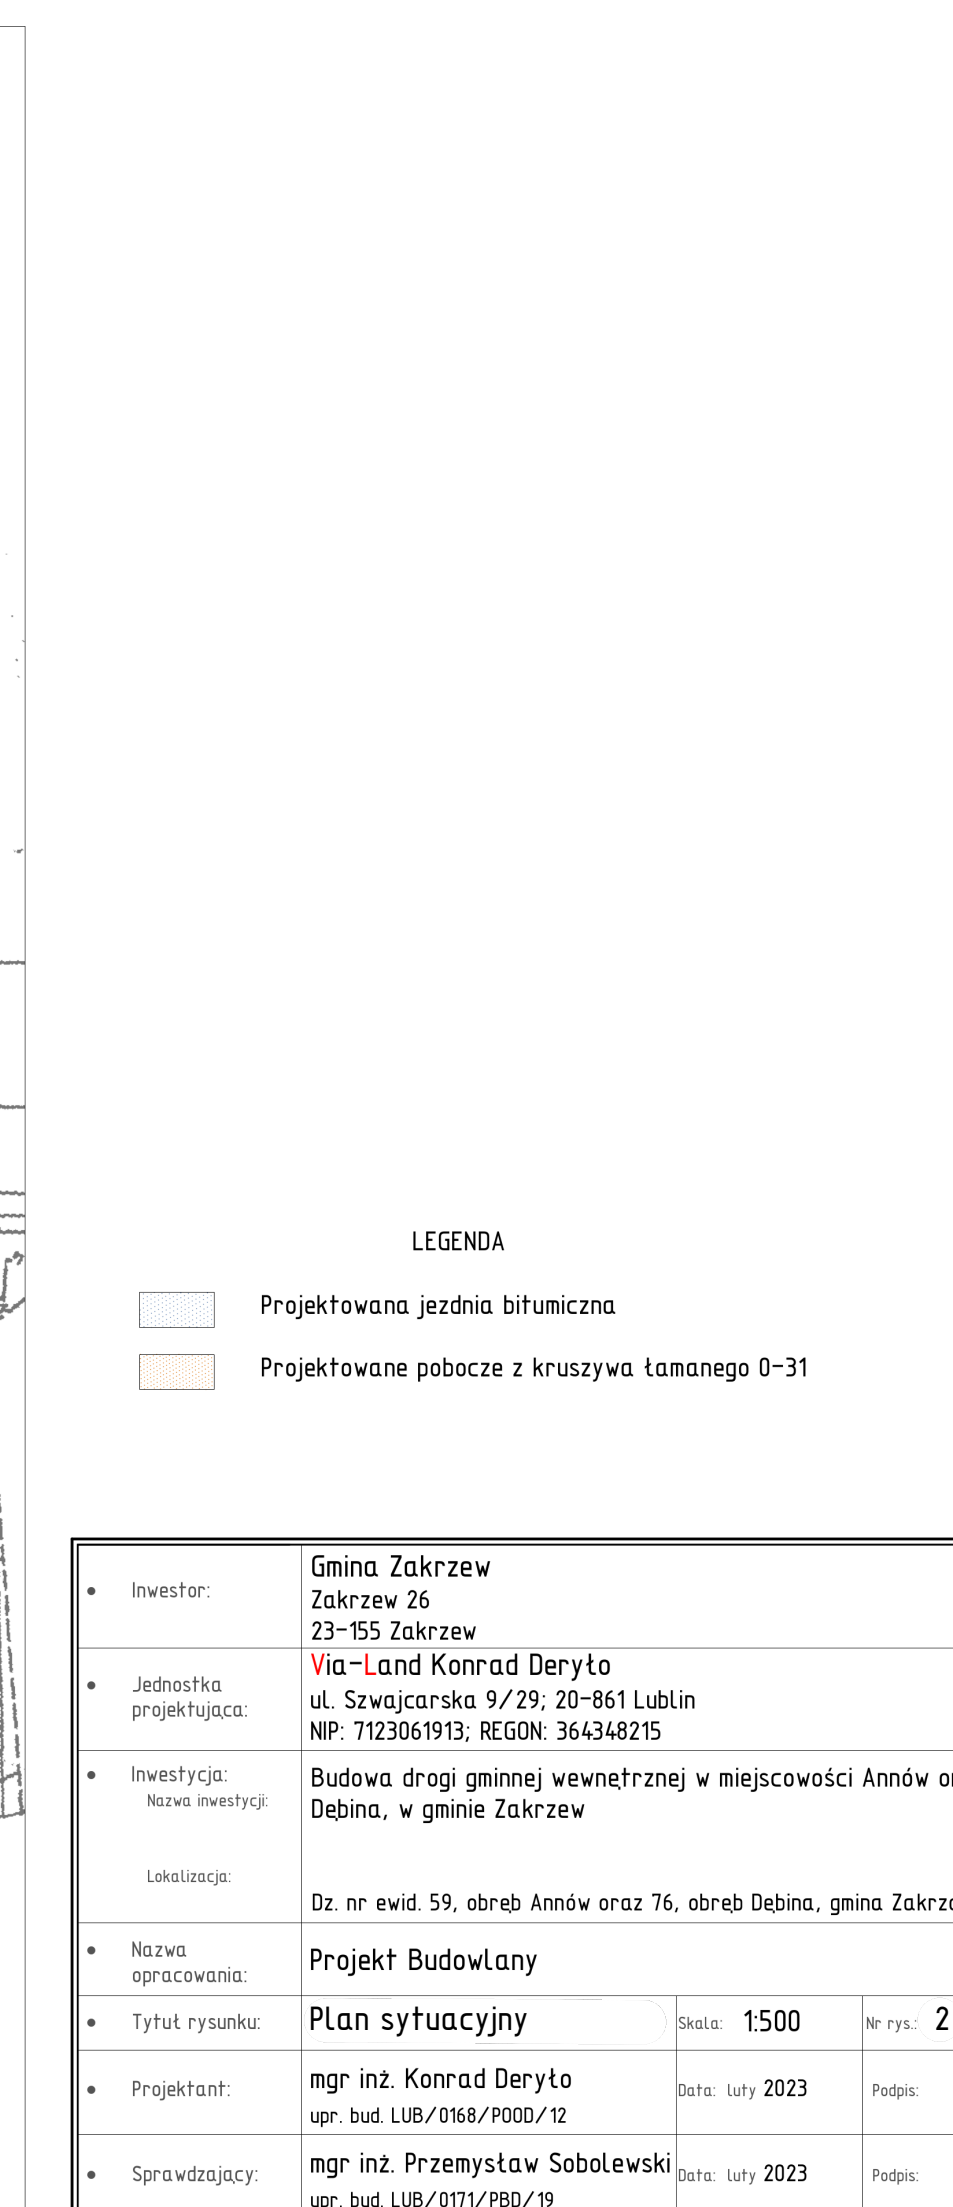 LEGENDA
Projektowana jezdnia bitumiczna
Projektowane pobocze z kruszywa łamanego 0-31
Inwestor:
Gmina Zakrzew
Zakrzew 26
23-155 Zakrzew
Jednostka
projektująca:
Via-Land Konrad Deryło
ul. Szwajcarska 9/29; 20-861 Lublin
NIP: 7123061913; REGON: 364348215
Inwestycja:
Nazwa inwestycji:
Budowa drogi gminnej wewnętrznej w miejscowości Annów
Dębina, w gminie Zakrzew
Lokalizacja:
Dz. nr ewid. 59, obręb Annów oraz 76, obręb Dębina, gmina
Nazwa
opracowania:
Projekt Budowlany
Tytuł rysunku:
Plan sytuacyjny
Skala: 1:500
Nr rys.: 2
Projektant:
mgr inż. Konrad Deryło
upr. bud. LUB/0168/POOD/12
Data: luty 2023
Podpis:
Sprawdzający:
mgr inż. Przemysław Sobolewski
upr. bud. LUB/0171/PBD/19
Data: luty 2023
Podpis: